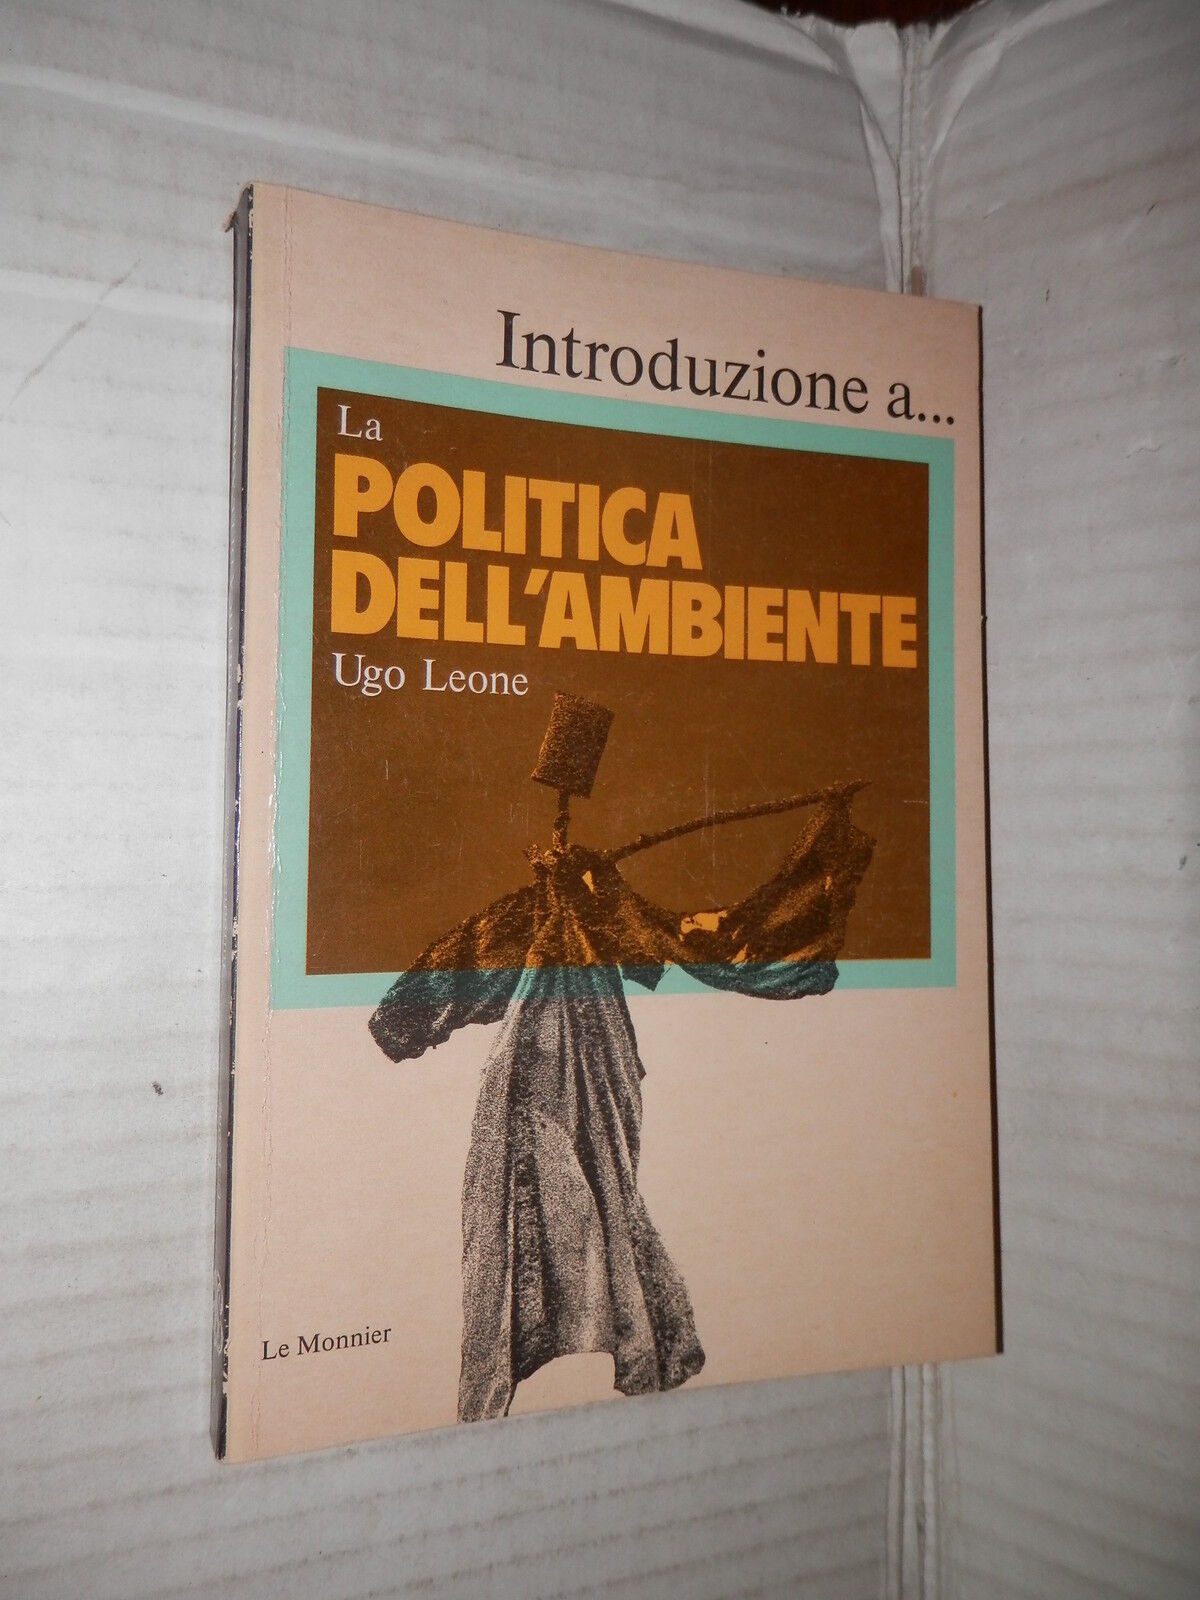 Introduzione a...
La
POLITICA
DELL'AMBIENTE
Ugo Leone
Le Monnier